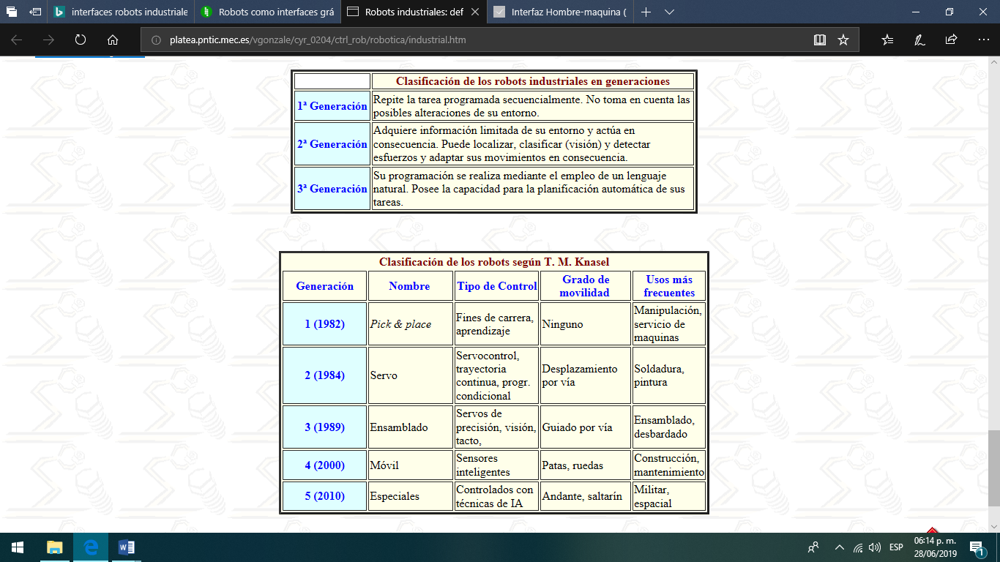 interfaces robots industriale
Robots como interfaces grá
Robots industriales: def
Interfaz Hombre-maquina (
platea.pntic.mec.es/vgonzale/cyr_0204/ctrl_rob/robotica/industrial.htm
Clasificación de los robots industriales en generaciones
1ª Generación
Repite la tarea programada secuencialmente. No toma en cuenta las
posibles alteraciones de su entorno.
2ª Generación
Adquiere información limitada de su entorno y actúa en
consecuencia. Puede localizar, clasificar (visión) y detectar
esfuerzos y adaptar sus movimientos en consecuencia.
3ª Generación
Su programación se realiza mediante el empleo de un lenguaje
natural. Posee la capacidad para la planificación automática de sus
tareas.
Clasificación de los robots según T. M. Knasel
Generación
Nombre
Tipo de Control
Grado de
movilidad
Usos más
frecuentes
1 (1982)
Pick & place
Fines de carrera,
aprendizaje
Ninguno
Manipulación,
servicio de
maquinas
2 (1984)
Servo
Servocontrol,
trayectoria
continua, progr.
condicional
Desplazamiento
por vía
Soldadura,
pintura
3 (1989)
Ensamblado
Servos de
precisión, visión,
tacto,
Guiado por vía
Ensamblado,
desbardado
4 (2000)
Móvil
Sensores
inteligentes
Patas, ruedas
Construcción,
mantenimiento
5 (2010)
Especiales
Controlados con
técnicas de IA
Andante, saltarín
Militar,
espacial
ESP
06:14 p. m.
28/06/2019
1